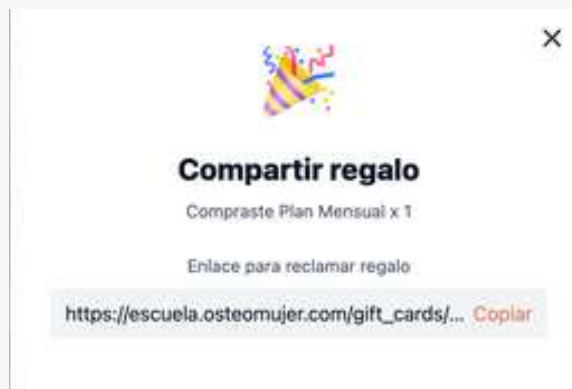 Compartir regalo
Compraste Plan Mensual x 1
Enlace para reclamar regalo
https://escuela.osteomujer.com/gift_cards/... Copiar